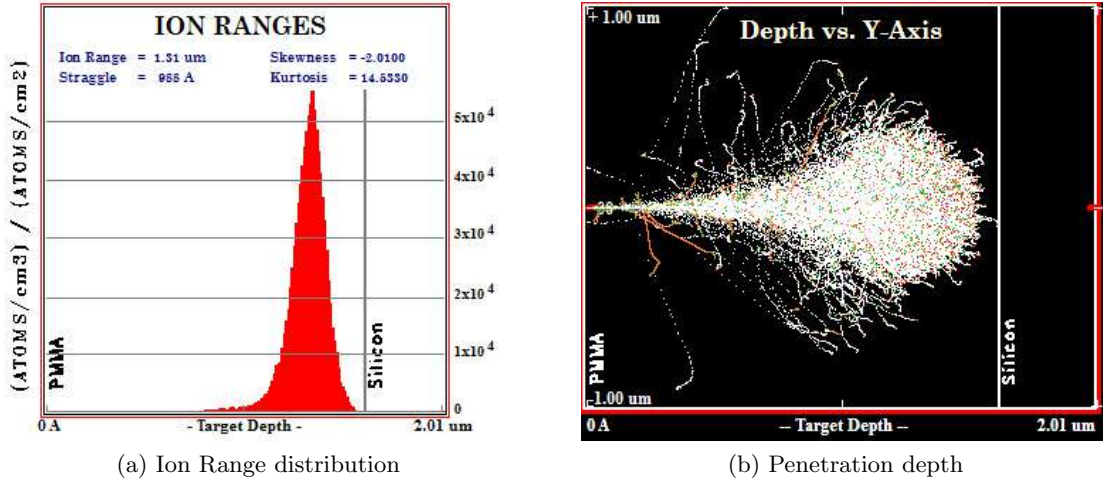 ION RANGES
Ion Range = 1.31 um Skewness = -2.0100
Straggle = 955 A Kurtosis = 14.5330
(ATOMS/cm3) / (ATOMS/cm2)
5x10^4
4x10^4
3x10^4
2x10^4
1x10^4
0
PMMA
Silicon
0 A - Target Depth - 2.01 um
(a) Ion Range distribution
+ 1.00 um
Depth vs. Y-Axis
PMMA
Silicon
-1.00 um
0 A -- Target Depth -- 2.01 um
(b) Penetration depth